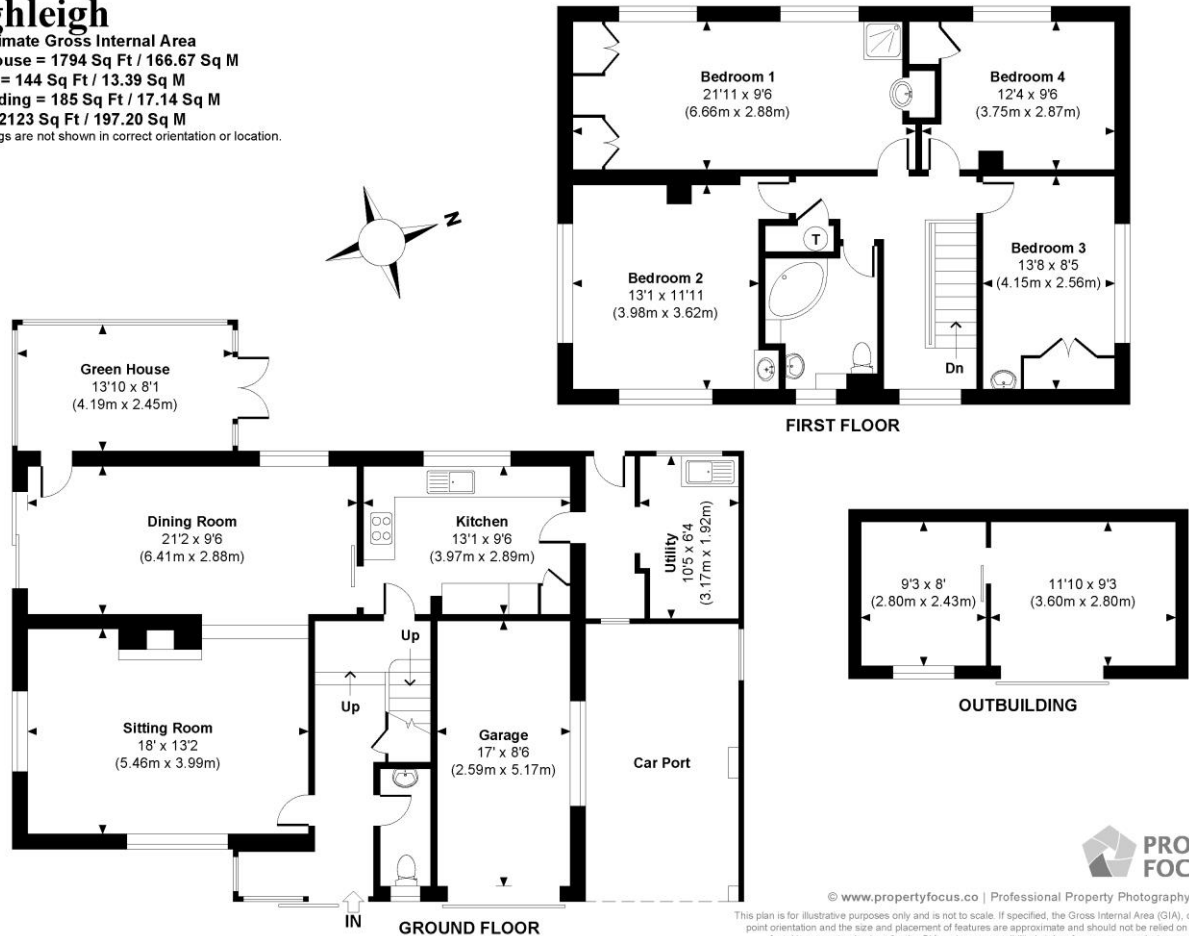 ghleigh
imate Gross Internal Area
ouse = 1794 Sq Ft / 166.67 Sq M
= 144 Sq Ft / 13.39 Sq M
ding = 185 Sq Ft / 17.14 Sq M
2123 Sq Ft / 197.20 Sq M
gs are not shown in correct orientation or location.
N
Bedroom 1
21'11 x 9'6
(6.66m x 2.88m)
Bedroom 4
12'4 x 9'6
(3.75m x 2.87m)
Bedroom 2
13'1 x 11'11
(3.98m x 3.62m)
T
Bedroom 3
13'8 x 8'5
(4.15m x 2.56m)
Dn
FIRST FLOOR
Green House
13'10 x 8'1
(4.19m x 2.45m)
Dining Room
21'2 x 9'6
(6.41m x 2.88m)
Kitchen
13'1 x 9'6
(3.97m x 2.89m)
Utility
10'5 x 6'4
(3.17m x 1.92m)
Up
Up
Sitting Room
18' x 13'2
(5.46m x 3.99m)
Garage
17' x 8'6
(2.59m x 5.17m)
Car Port
IN
GROUND FLOOR
9'3 x 8'
(2.80m x 2.43m)
11'10 x 9'3
(3.60m x 2.80m)
OUTBUILDING
PRO
FOC
© www.propertyfocus.co | Professional Property Photography
This plan is for illustrative purposes only and is not to scale. If specified, the Gross Internal Area (GIA),
point orientation and the size and placement of features are approximate and should not be relied on